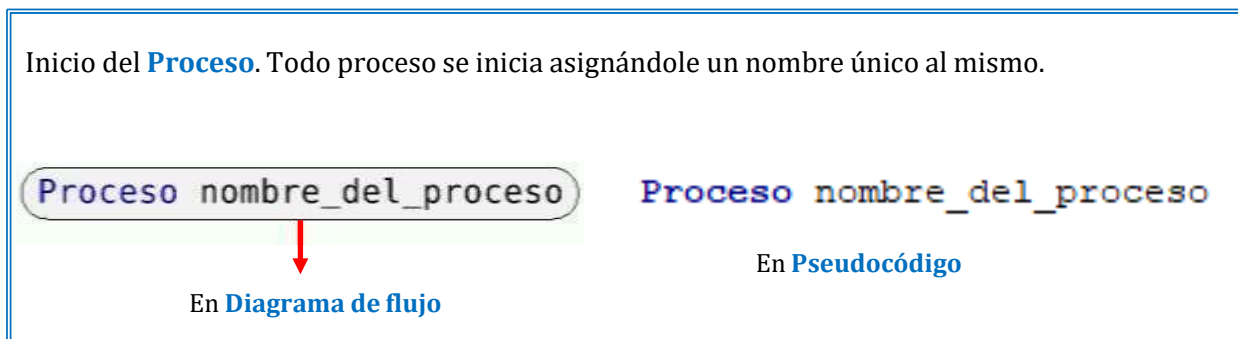 Inicio del Proceso. Todo proceso se inicia asignándole un nombre único al mismo.
Proceso nombre_del_proceso
Proceso nombre_del_proceso
En Pseudocódigo
En Diagrama de flujo